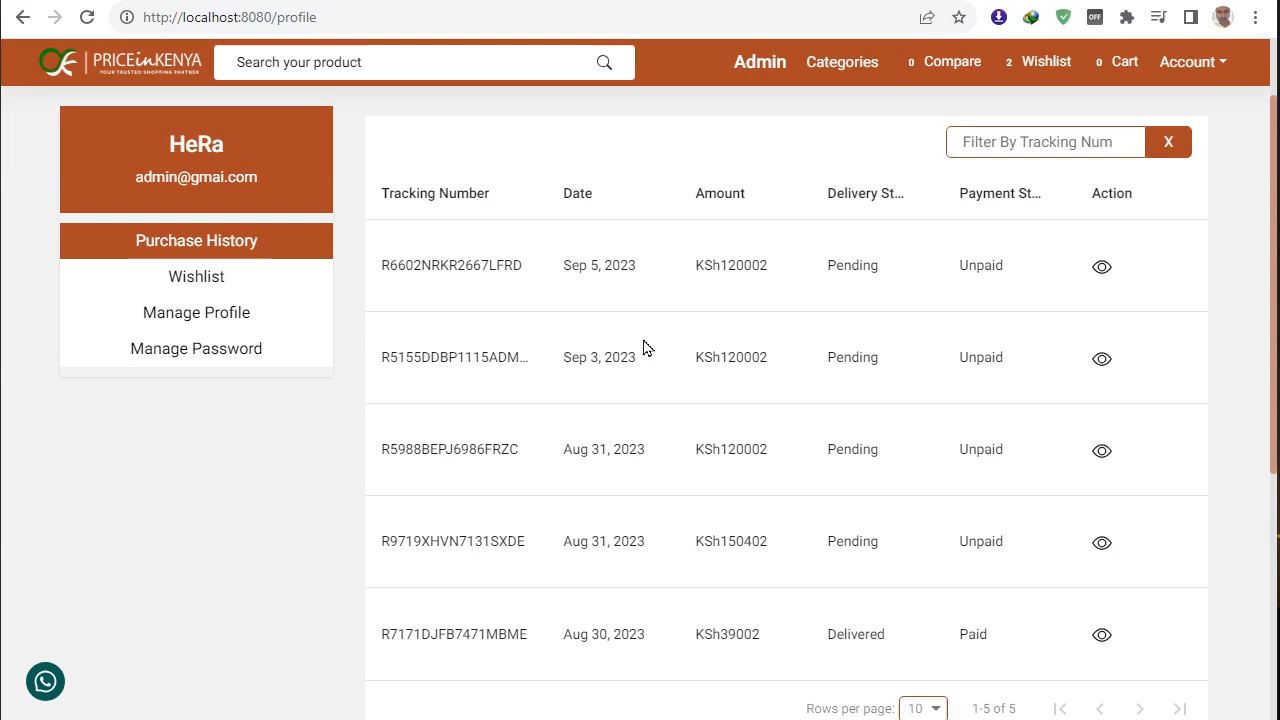 http://localhost:8080/profile
OFF
PRICEinKENYA
YOUR TRUSTED SHOPPING PARTNER
Search your product
Admin Categories 0 Compare 2 Wishlist 0 Cart Account
HeRa
admin@gmai.com
Purchase History
Wishlist
Manage Profile
Manage Password
Filter By Tracking Num X
Tracking Number Date Amount Delivery St... Payment St... Action
R6602NRKR2667LFRD Sep 5, 2023 KSh120002 Pending Unpaid
R5155DDBP1115ADM... Sep 3, 2023 KSh120002 Pending Unpaid
R5988BEPJ6986FRZC Aug 31, 2023 KSh120002 Pending Unpaid
R9719XHVN7131SXDE Aug 31, 2023 KSh150402 Pending Unpaid
R7171DJFB7471MBME Aug 30, 2023 KSh39002 Delivered Paid
Rows per page: 10 1-5 of 5